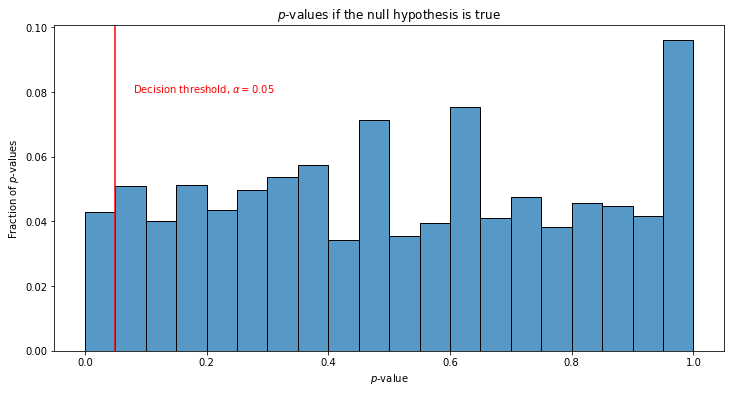 p-values if the null hypothesis is true
0.10
0.08
0.06
0.04
0.02
0.00
Fraction of p-values
Decision threshold, α = 0.05
0.0 0.2 0.4 0.6 0.8 1.0
p-value